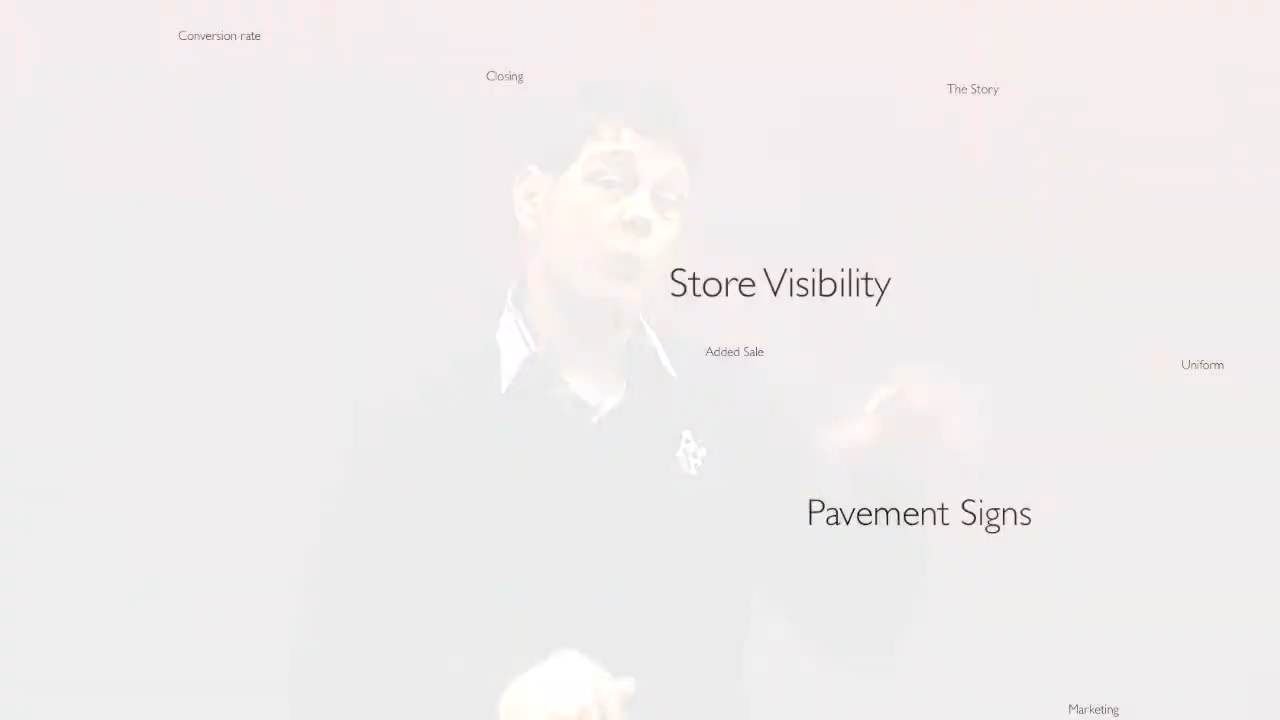 Conversion rate
Closing
The Story
Store Visibility
Added Sale
Uniform
Pavement Signs
Marketing